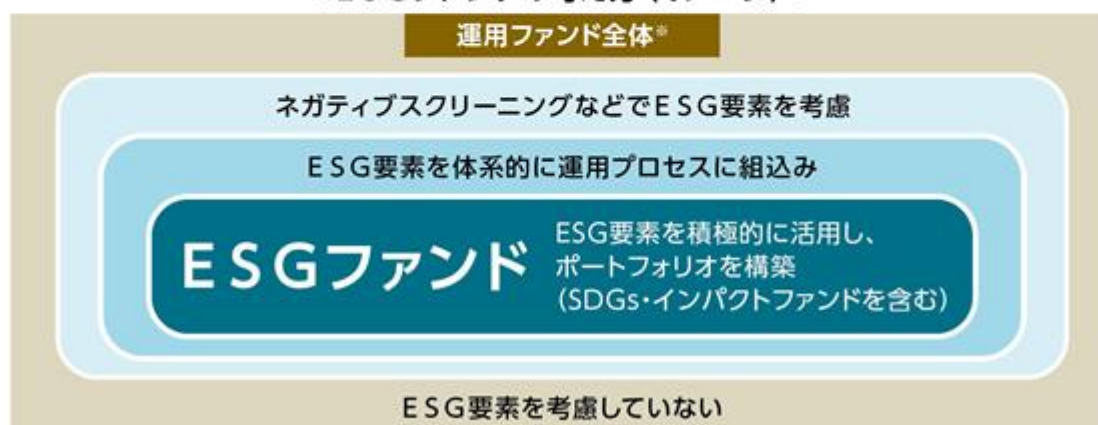 運用ファンド全体※
ネガティブスクリーニングなどでESG要素を考慮
ESG要素を体系的に運用プロセスに組込み
ESGファンド
ESG要素を積極的に活用し、
ポートフォリオを構築
(SDGs・インパクトファンドを含む)
ESG要素を考慮していない